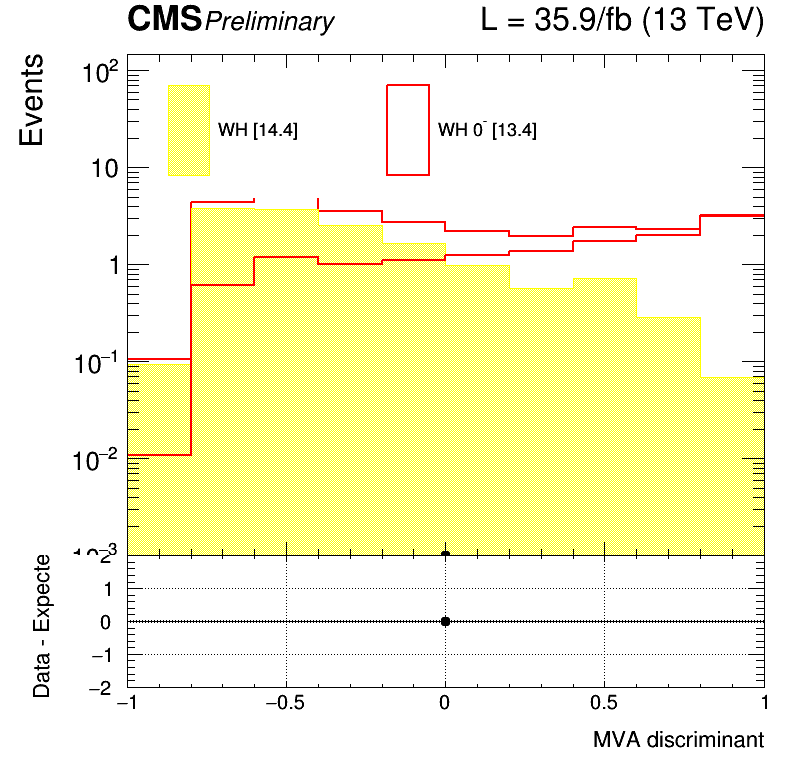 CMS Preliminary L = 35.9/fb (13 TeV)
Events
10²
WH [14.4] WH 0⁻ [13.4]
10
1
10⁻¹
10⁻²
10⁻³
Data - Expecte
2
1
0
−1
−2
−1 −0.5 0 0.5 1
MVA discriminant